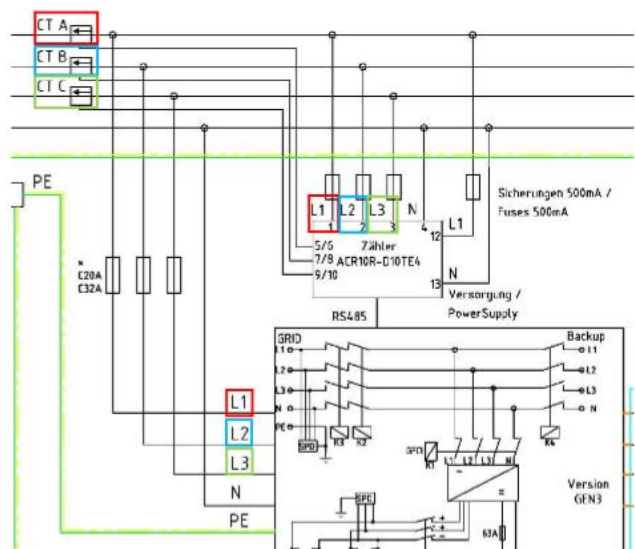 CT A
CT B
CT C
PE
L1 L2 L3 N
1 2 3 4
L1
12
Sicherungen 500mA /
Fuses 500mA
5/6
7/8
9/10
Zähler
ACR10R-D10TE4
N
13
Versorgung /
PowerSupply
C20A
C32A
RS485
GRID
Backup
L1 L1
L2 L2
L3 L3
N N
PE
SPD K3 K2 K4
L1
L2
L3
N
PE
GPCI
K1
L1 L2 L3 N
Version
GEN3
SPD
63A